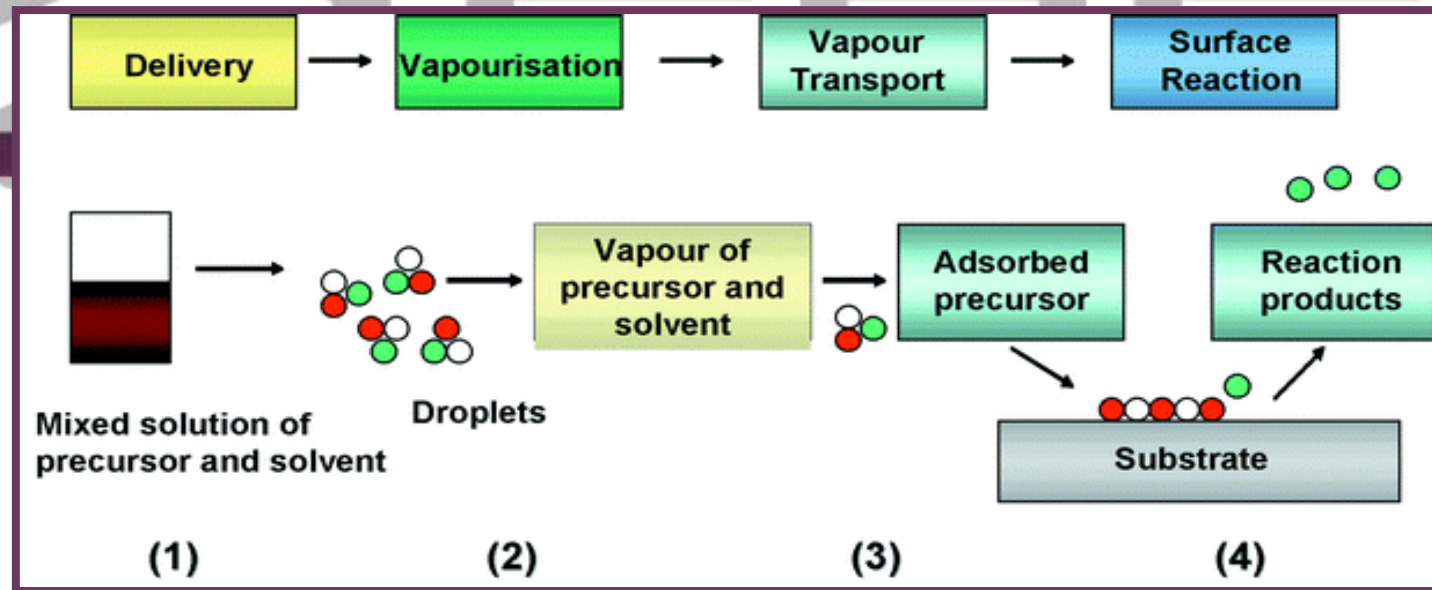 Delivery
Vapourisation
Vapour
Transport
Surface
Reaction
Mixed solution of
precursor and solvent
Droplets
Vapour of
precursor and
solvent
Adsorbed
precursor
Reaction
products
Substrate
(1)
(2)
(3)
(4)